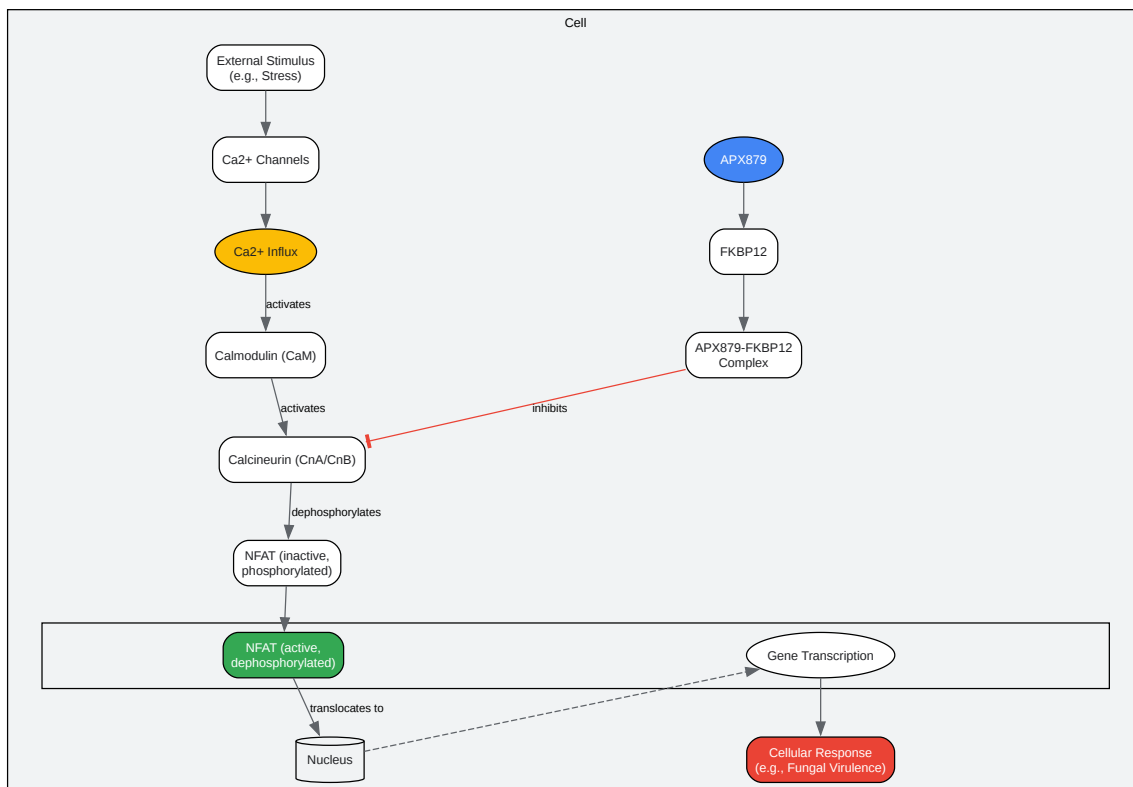 Cell
External Stimulus
(e.g., Stress)
Ca2+ Channels
APX879
Ca2+ Influx
FKBP12
activates
Calmodulin (CaM)
APX879-FKBP12
Complex
activates
inhibits
Calcineurin (CnA/CnB)
dephosphorylates
NFAT (inactive,
phosphorylated)
NFAT (active,
dephosphorylated)
Gene Transcription
translocates to
Nucleus
Cellular Response
(e.g., Fungal Virulence)